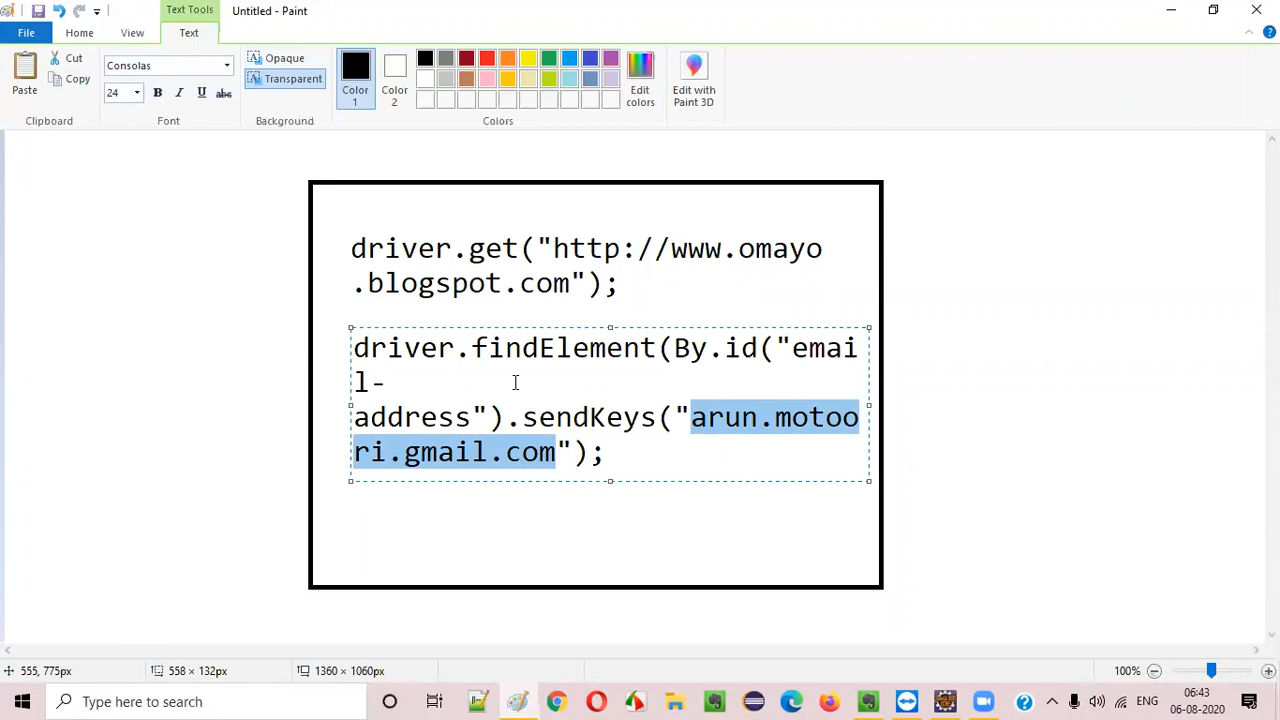 Text Tools
Untitled - Paint
File
Home
View
Text
Paste
Cut
Copy
Clipboard
Consolas
24
B I U abc
Font
Opaque
Transparent
Background
Color
1
Color
2
Edit
colors
Colors
Edit with
Paint 3D
driver.get("http://www.omayo
.blogspot.com");
driver.findElement(By.id("emai
l-
address").sendKeys("arun.motoo
ri.gmail.com");
555, 775px
558 × 132px
1360 × 1060px
100%
Type here to search
ENG
06:43
06-08-2020